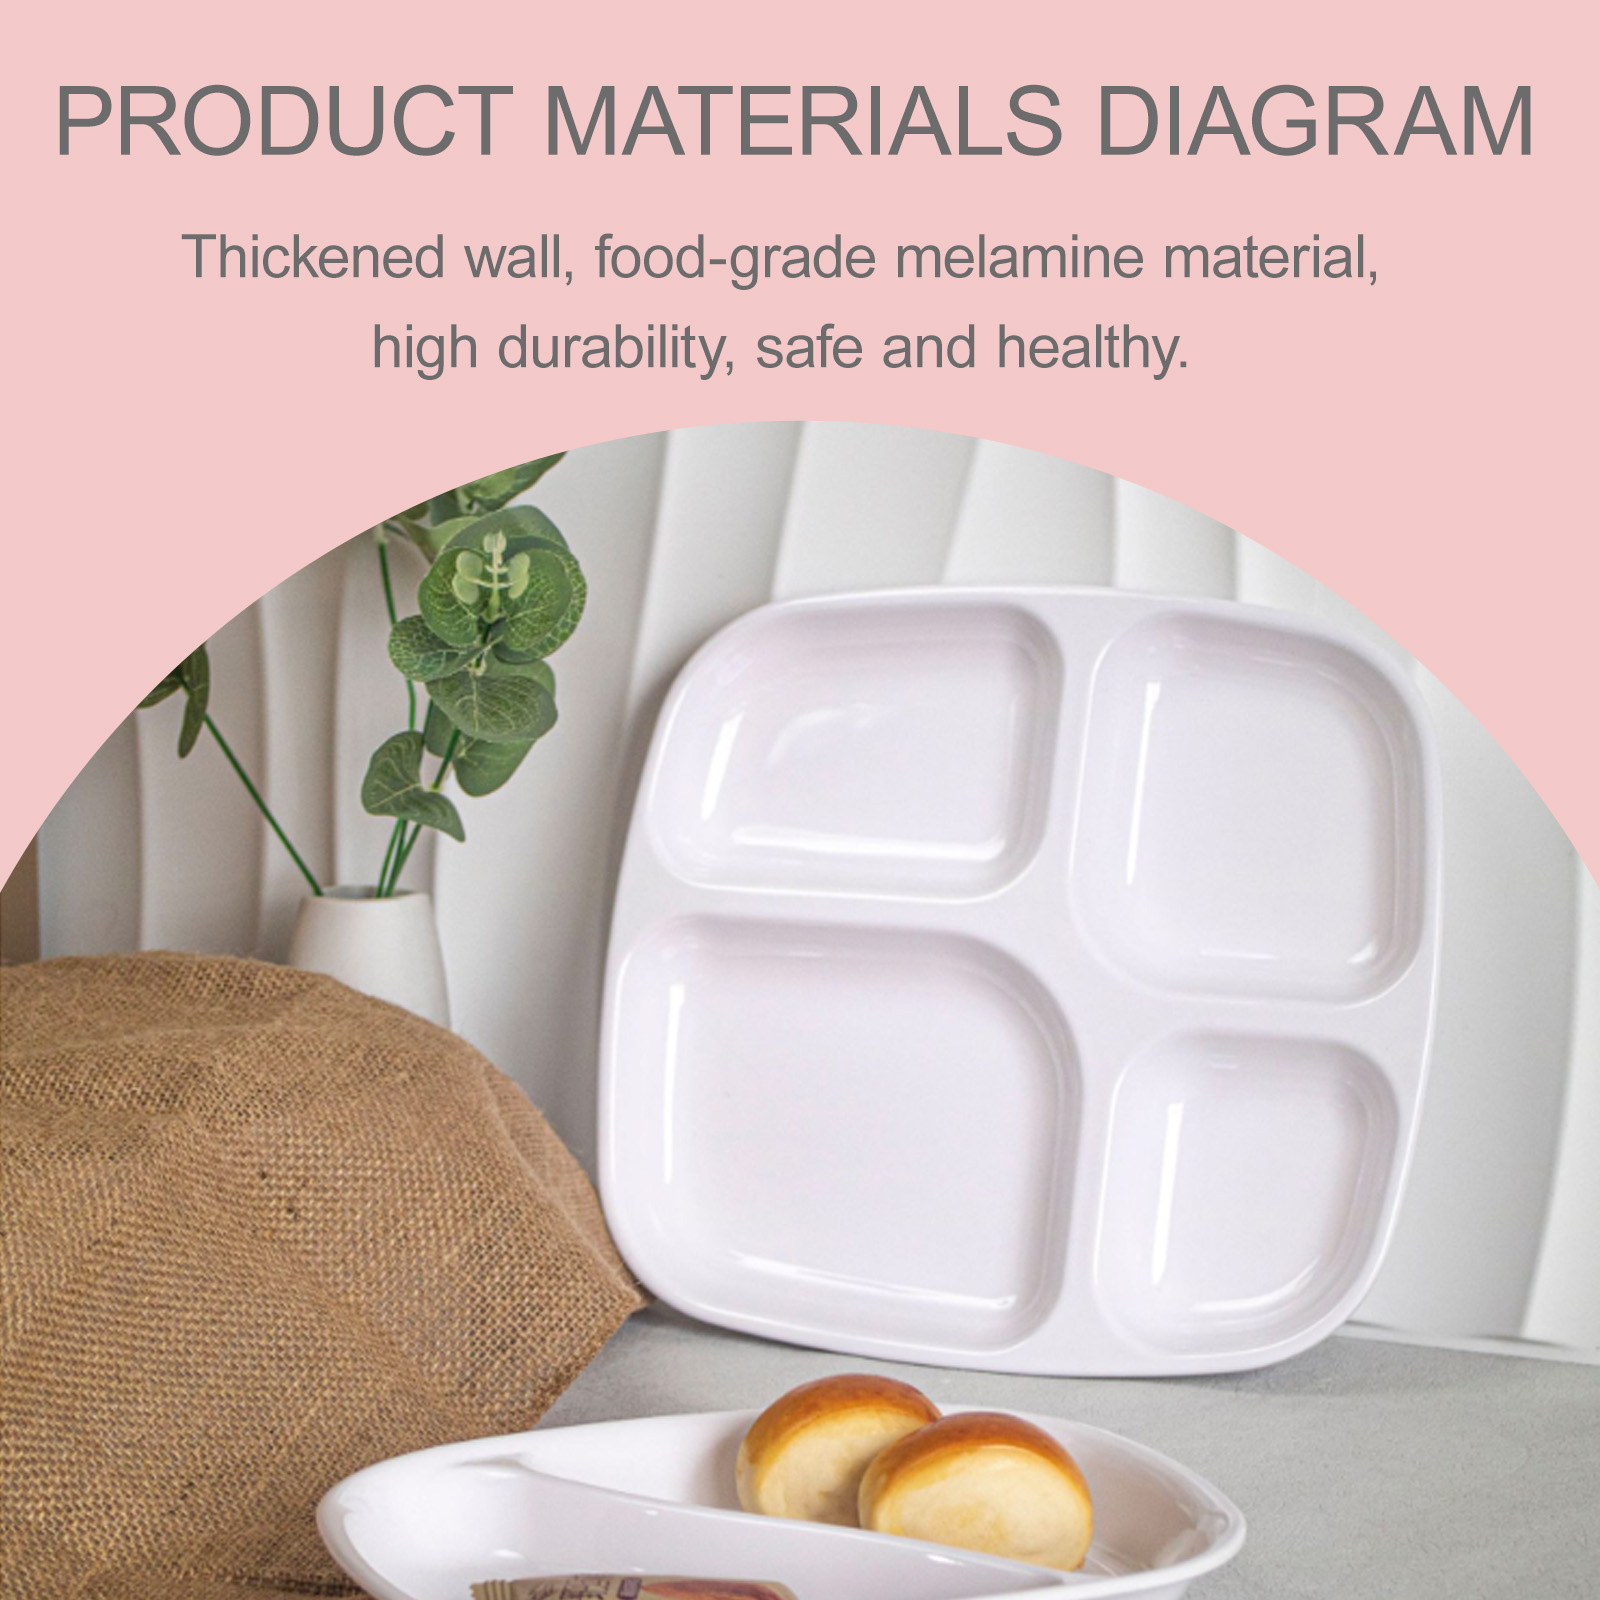 PRODUCT MATERIALS DIAGRAM
Thickened wall, food-grade melamine material,
high durability, safe and healthy.